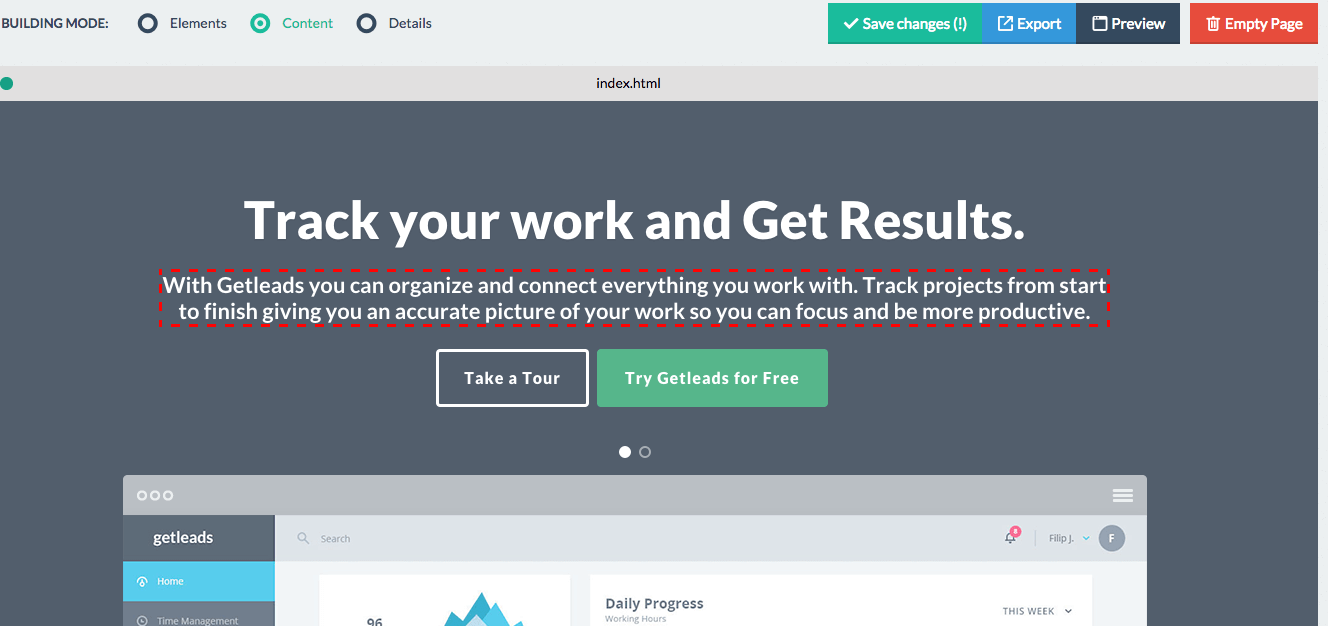 BUILDING MODE: Elements Content Details Save changes (!) Export Preview Empty Page
index.html
Track your work and Get Results.
With Getleads you can organize and connect everything you work with. Track projects from start
to finish giving you an accurate picture of your work so you can focus and be more productive.
Take a Tour Try Getleads for Free
getleads Search 8 Filip J. F
Home
Daily Progress
THIS WEEK
Working Hours
Time Management
96